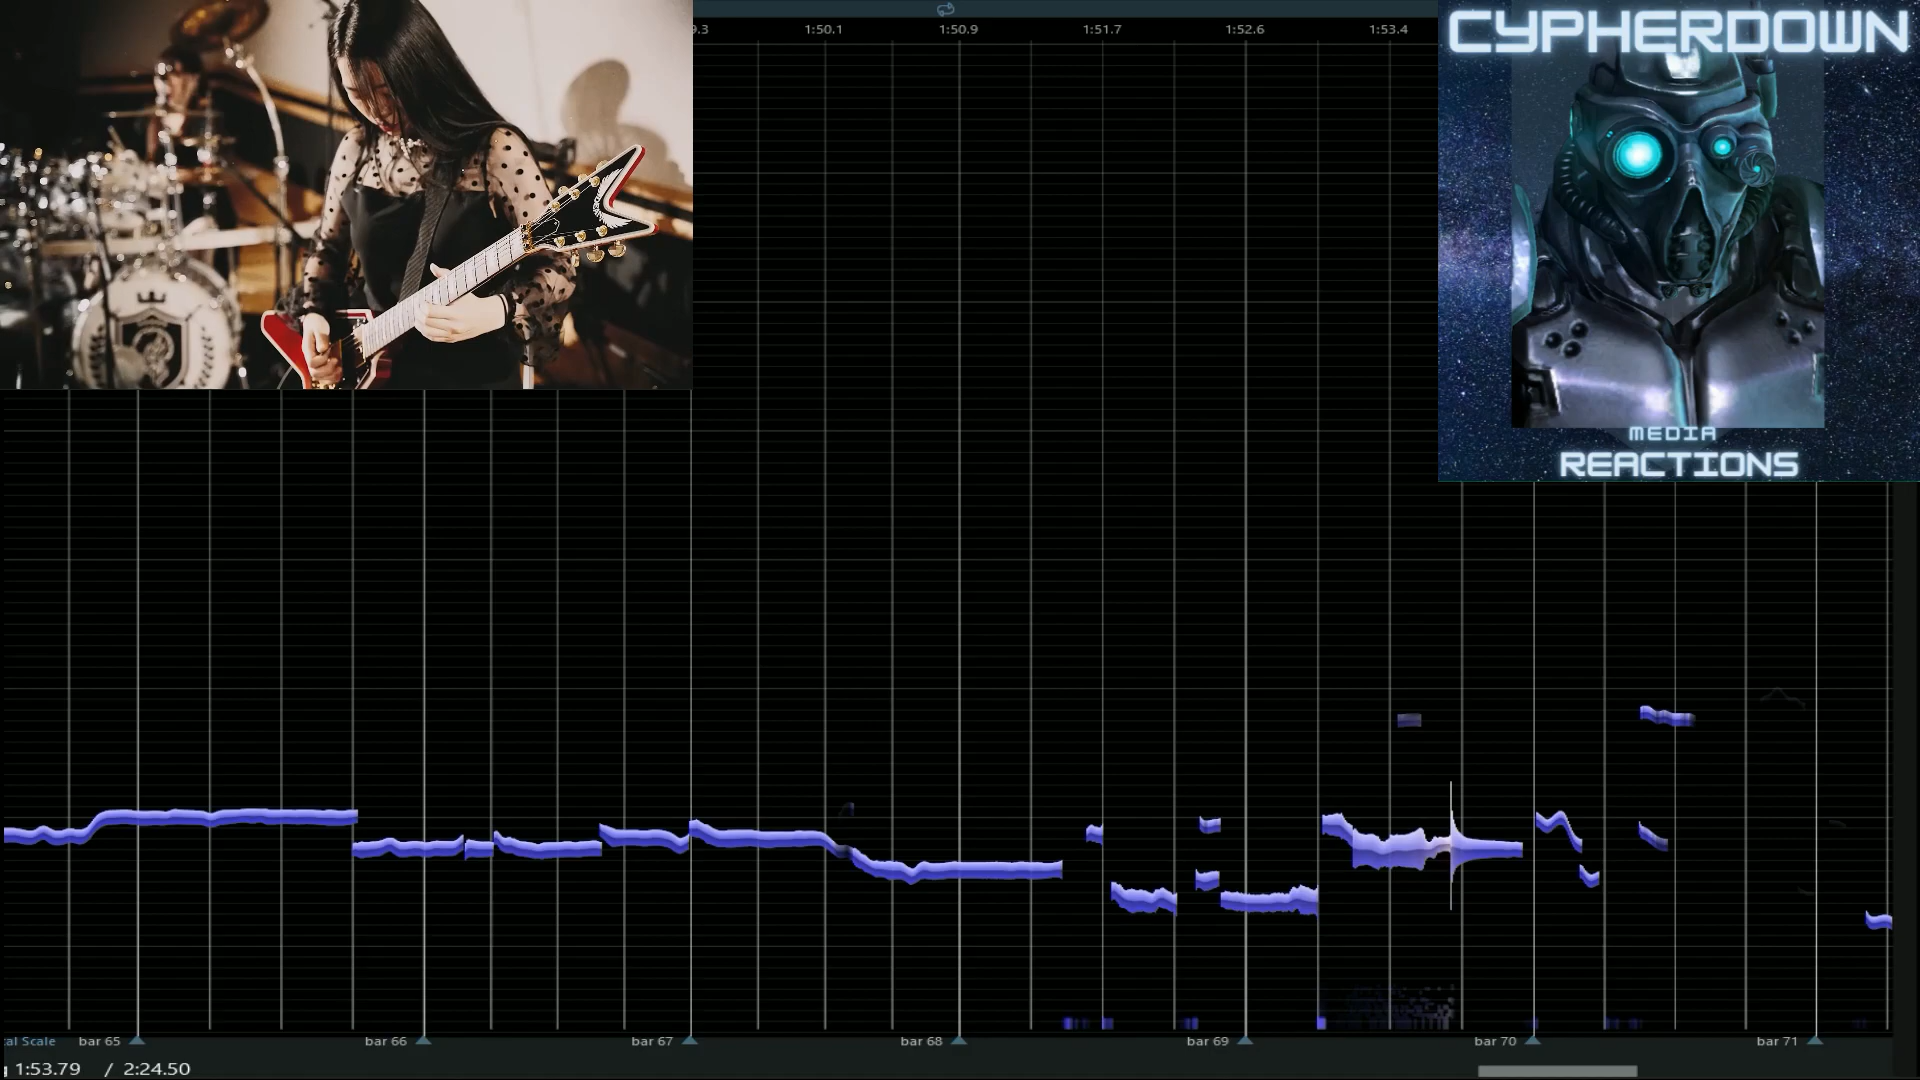 9.3 1:50.1 1:50.9 1:51.7 1:52.6 1:53.4
CYPHERDOWN
MEDIA
REACTIONS
cal Scale bar 65 bar 66 bar 67 bar 68 bar 69 bar 70 bar 71
1:53.79 / 2:24.50